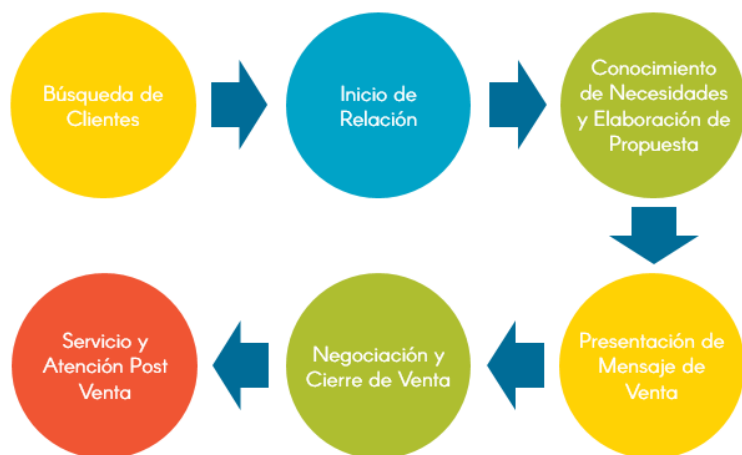 Búsqueda de
Clientes
Inicio de
Relación
Conocimiento
de Necesidades
y Elaboración de
Propuesta
Presentación de
Mensaje de
Venta
Negociación y
Cierre de Venta
Servicio y
Atención Post
Venta